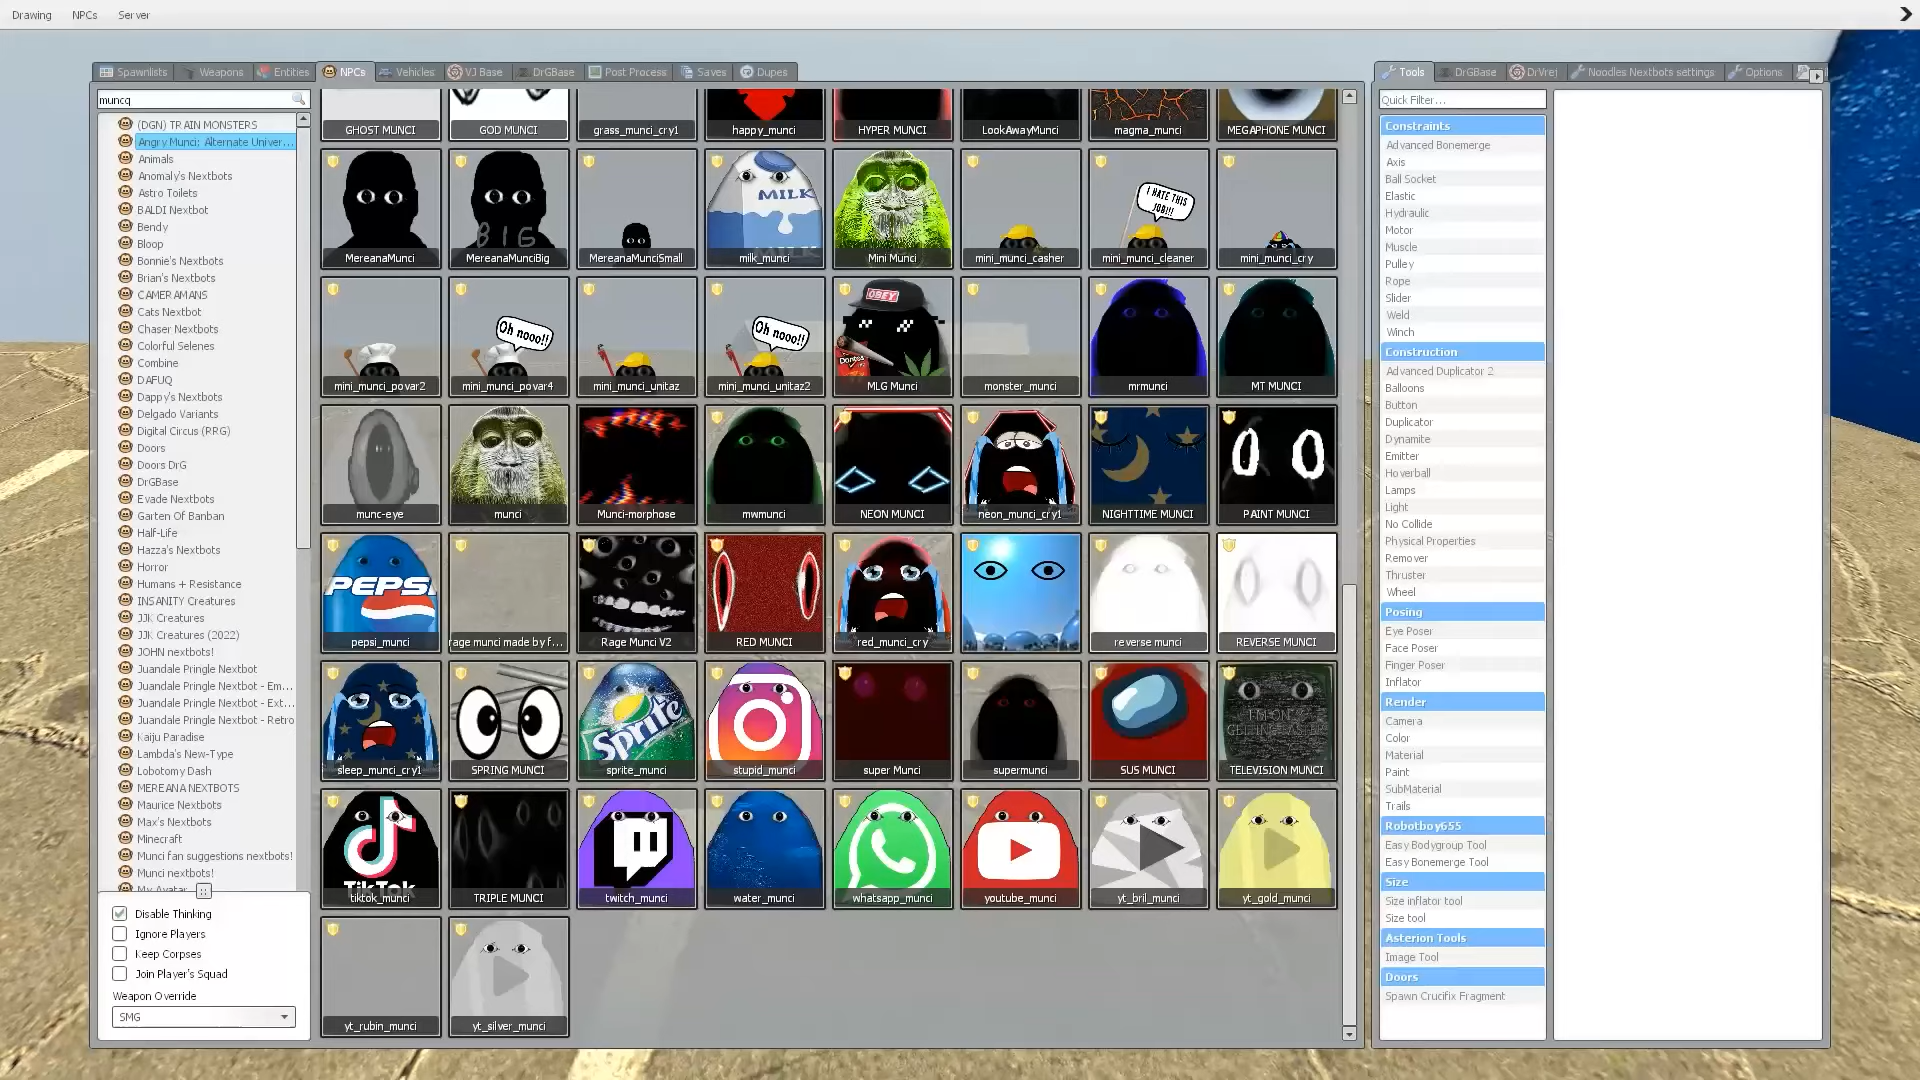 Drawing NPCs Server
Spawnlists Weapons Entities NPCs Vehicles VJ Base DrGBase Post Process Saves Dupes
muncq
(DGN) TRAIN MONSTERS
Angry Munci: Alternate Univer...
Animals
Anomaly's Nextbots
Astro Toilets
BALDI Nextbot
Bendy
Bloop
Bonnie's Nextbots
Brian's Nextbots
CAMERAMANS
Cats Nextbot
Chaser Nextbots
Colorful Selenes
Combine
DAFUQ
Dappy's Nextbots
Delgado Variants
Digital Circus (RRG)
Doors
Doors DrG
DrGBase
Evade Nextbots
Garten Of Banban
Half-Life
Hazza's Nextbots
Horror
Humans + Resistance
INSANITY Creatures
JJK Creatures
JJK Creatures (2022)
JOHN nextbots!
Juandale Pringle Nextbot
Juandale Pringle Nextbot - Em...
Juandale Pringle Nextbot - Ext...
Juandale Pringle Nextbot - Retro
Kaiju Paradise
Lambda's New-Type
Lobotomy Dash
MEREANA NEXTBOTS
Maurice Nextbots
Max's Nextbots
Minecraft
Munci fan suggestions nextbots!
Munci nextbots!
My Avatar
Disable Thinking
Ignore Players
Keep Corpses
Join Player's Squad
Weapon Override
SMG
GHOST MUNCI GOD MUNCI grass_munci_cry1 happy_munci HYPER MUNCI LookAwayMunci magma_munci MEGAPHONE MUNCI
BIG
MILK
I HATE THIS
JOB!!!
MereanaMunci MereanaMunciBig MereanaMunciSmall milk_munci Mini Munci mini_munci_casher mini_munci_cleaner mini_munci_cry
Oh nooo!!
Oh nooo!!
OBEY
Doritos
mini_munci_povar2 mini_munci_povar4 mini_munci_unitaz mini_munci_unitaz2 MLG Munci monster_munci mrmunci MT MUNCI
munc-eye munci Munci-morphose mwmunci NEON MUNCI neon_munci_cry1 NIGHTTIME MUNCI PAINT MUNCI
PEPSI
pepsi_munci rage munci made by f... Rage Munci V2 RED MUNCI red_munci_cry reverse munci REVERSE MUNCI
Sprite
sleep_munci_cry1 SPRING MUNCI sprite_munci stupid_munci super Munci supermunci SUS MUNCI TELEVISION MUNCI
TikTok
tiktok_munci TRIPLE MUNCI twitch_munci water_munci whatsapp_munci youtube_munci yt_bril_munci yt_gold_munci
yt_rubin_munci yt_silver_munci
Tools DrGBase DrVrej Noodles Nextbots settings Options
Quick Filter...
Constraints
Advanced Bonemerge
Axis
Ball Socket
Elastic
Hydraulic
Motor
Muscle
Pulley
Rope
Slider
Weld
Winch
Construction
Advanced Duplicator 2
Balloons
Button
Duplicator
Dynamite
Emitter
Hoverball
Lamps
Light
No Collide
Physical Properties
Remover
Thruster
Wheel
Posing
Eye Poser
Face Poser
Finger Poser
Inflator
Render
Camera
Color
Material
Paint
SubMaterial
Trails
Robotboy655
Easy Bodygroup Tool
Easy Bonemerge Tool
Size
Size inflator tool
Size tool
Asterion Tools
Image Tool
Doors
Spawn Crucifix Fragment